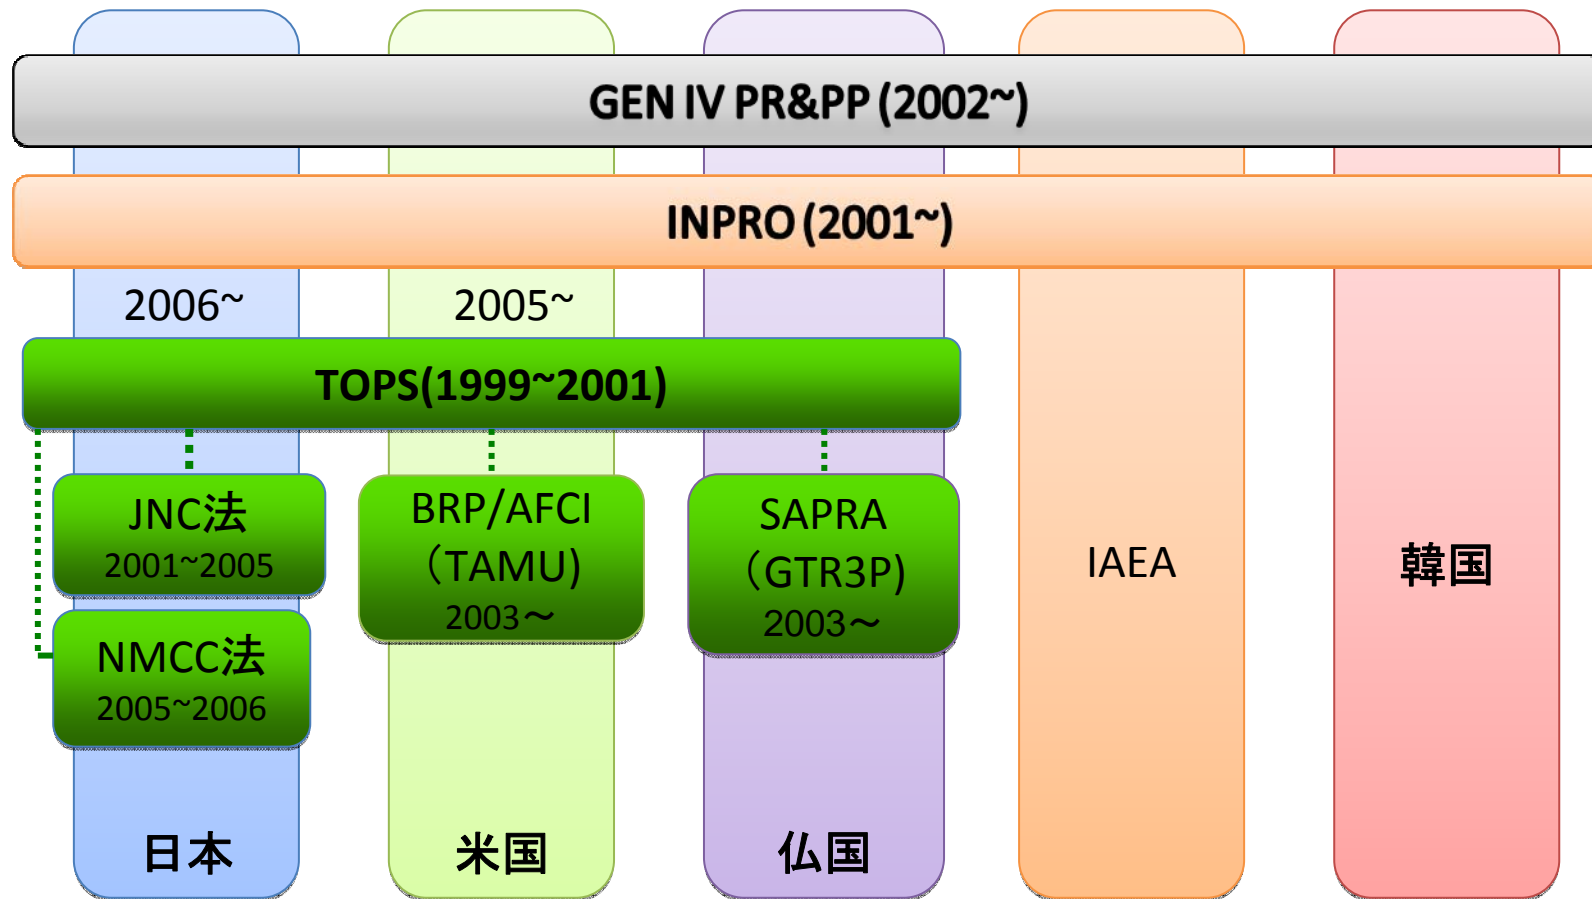 GEN IV PR&PP (2002~)
INPRO (2001~)
2006~
2005~
TOPS(1999~2001)
JNC法
2001~2005
NMCC法
2005~2006
BRP/AFCI
（TAMU)
2003～
SAPRA
（GTR3P)
2003～
IAEA
韓国
日本
米国
仏国